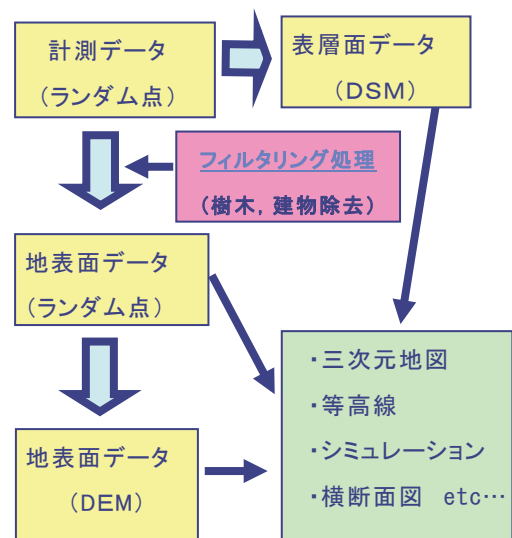 計測データ
(ランダム点)
表層面データ
(DSM)
フィルタリング処理
(樹木,建物除去)
地表面データ
(ランダム点)
地表面データ
(DEM)
・三次元地図
・等高線
・シミュレーション
・横断面図 etc…